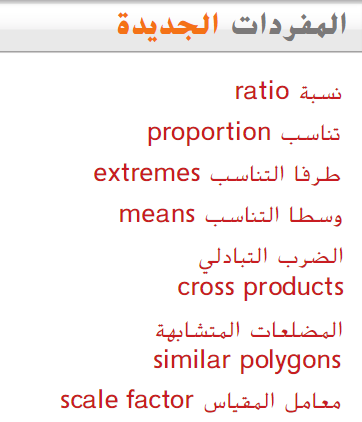 المفردات الجديدة
نسبة ratio
تناسب proportion
طرفا التناسب extremes
وسطا التناسب means
الضرب التبادلي
cross products
المضلعات المتشابهة
similar polygons
معامل المقياس scale factor